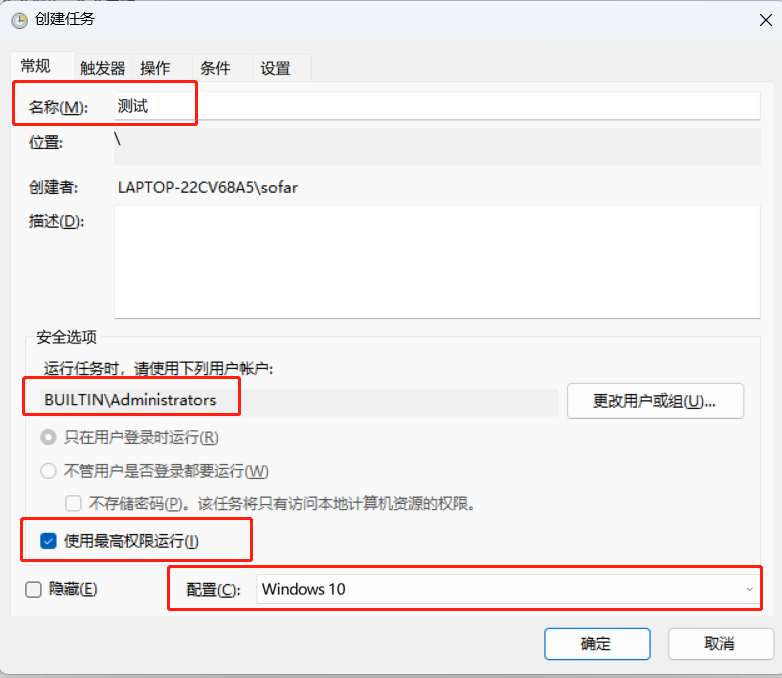 创建任务
常规 触发器 操作 条件 设置
名称(M): 测试
位置: \
创建者: LAPTOP-22CV68A5\sofar
描述(D):
安全选项
运行任务时，请使用下列用户帐户:
BUILTIN\Administrators 更改用户或组(U)...
只在用户登录时运行(R)
不管用户是否登录都要运行(W)
不存储密码(P)。该任务将只有访问本地计算机资源的权限。
使用最高权限运行(I)
隐藏(E) 配置(C): Windows 10
确定 取消